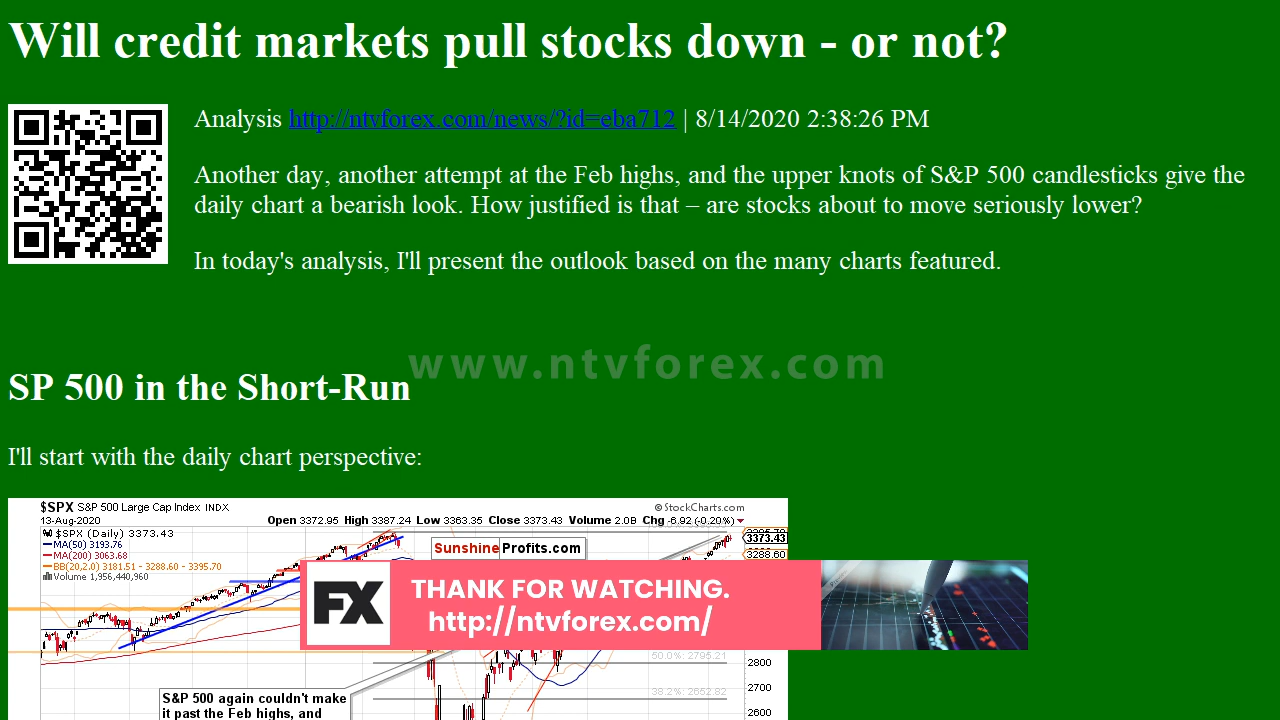 Will credit markets pull stocks down - or not?
Analysis http://ntvforex.com/news/?id=eba712 | 8/14/2020 2:38:26 PM
Another day, another attempt at the Feb highs, and the upper knots of S&P 500 candlesticks give the
daily chart a bearish look. How justified is that – are stocks about to move seriously lower?
In today's analysis, I'll present the outlook based on the many charts featured.
www.ntvforex.com
SP 500 in the Short-Run
I'll start with the daily chart perspective:
$SPX S&P 500 Large Cap Index INDX
© StockCharts.com
13-Aug-2020
Open 3372.95 High 3387.24 Low 3363.35 Close 3373.43 Volume 2.0B Chg -6.92 (-0.20%)
$SPX (Daily) 3373.43
MA(50) 3193.76
MA(200) 3063.68
BB(20,2.0) 3181.51 - 3288.60 - 3395.70
Volume 1,956,440,960
SunshineProfits.com
3395.70
3373.43
3288.60
FX
THANK FOR WATCHING.
http://ntvforex.com/
50.0%: 2795.21
2800
2700
38.2%: 2652.82
2600
S&P 500 again couldn't make
it past the Feb highs, and